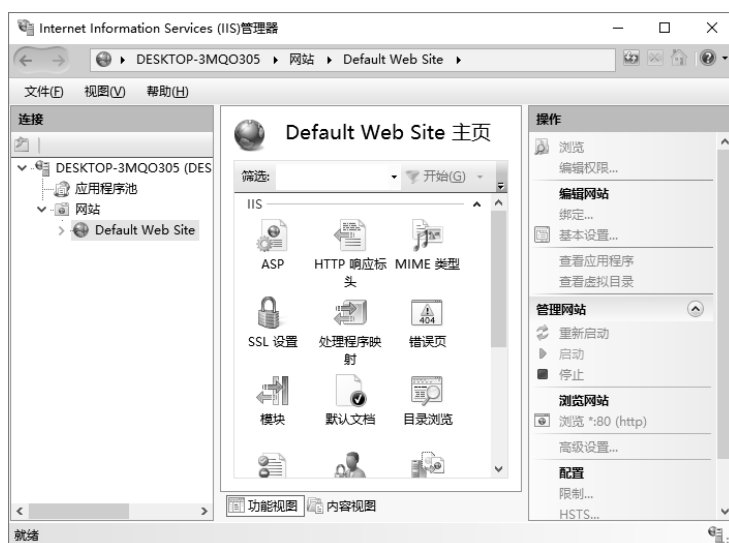 Internet Information Services (IIS)管理器
DESKTOP-3MQO305 网站 Default Web Site
文件(F) 视图(V) 帮助(H)
连接
DESKTOP-3MQO305 (DES
应用程序池
网站
Default Web Site
Default Web Site 主页
筛选: 开始(G)
IIS
ASP
HTTP 响应标
头
MIME 类型
SSL 设置
处理程序映
射
错误页
404
模块
默认文档
目录浏览
功能视图 内容视图
操作
浏览
编辑权限...
编辑网站
绑定...
基本设置...
查看应用程序
查看虚拟目录
管理网站
重新启动
启动
停止
浏览网站
浏览 *:80 (http)
高级设置...
配置
限制...
HSTS...
就绪